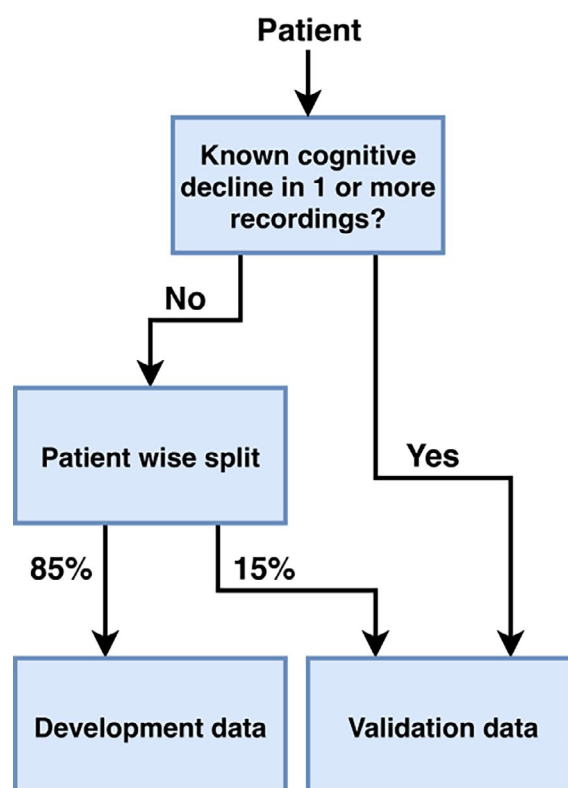 Patient
Known cognitive
decline in 1 or more
recordings?
No
Patient wise split
Yes
85%
15%
Development data
Validation data